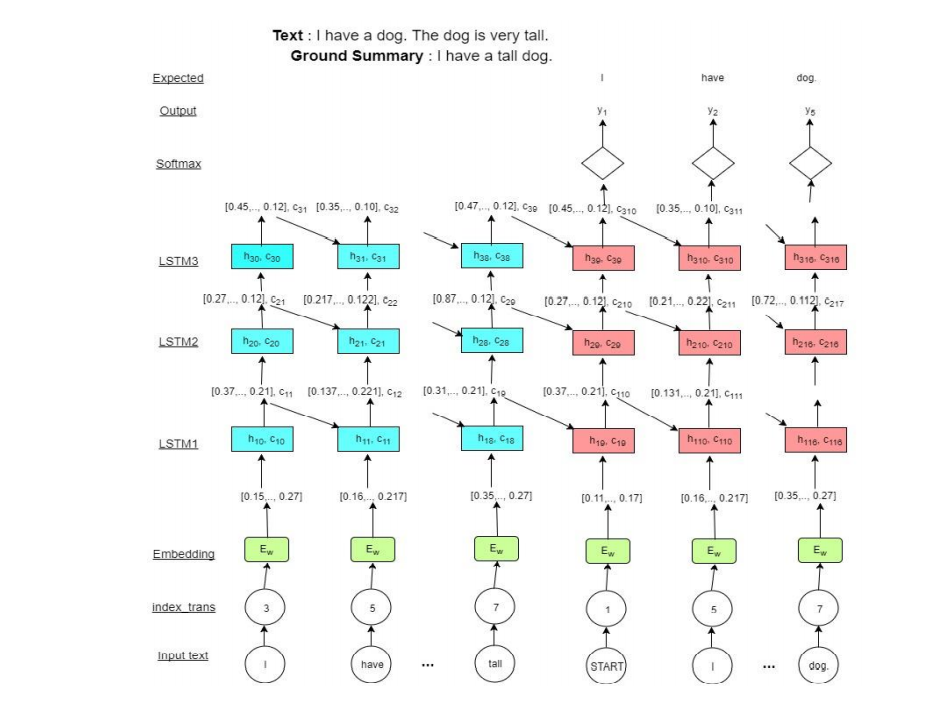 Text : I have a dog. The dog is very tall.
Ground Summary : I have a tall dog.
Expected I have dog.
Output y1 y2 y5
Softmax
[0.45,.., 0.12], c31 [0.35,.., 0.10], c32 [0.47,.., 0.12], c39 [0.45,.., 0.12], c310 [0.35,.., 0.10], c311
LSTM3 h30, c30 h31, c31 h38, c38 h39, c39 h310, c310 h316, c316
[0.27,.., 0.12], c21 [0.217,.., 0.122], c22 [0.87,.., 0.12], c29 [0.27,.., 0.12], c210 [0.21,.., 0.22], c211 [0.72,.., 0.112], c217
LSTM2 h20, c20 h21, c21 h28, c28 h29, c29 h210, c210 h216, c216
[0.37,.., 0.21], c11 [0.137,.., 0.221], c12 [0.31,.., 0.21], c19 [0.37,.., 0.21], c110 [0.131,.., 0.21], c111
LSTM1 h10, c10 h11, c11 h18, c18 h19, c19 h110, c110 h116, c116
[0.15,.., 0.27] [0.16,.., 0.217] [0.35,.., 0.27] [0.11,.., 0.17] [0.16,.., 0.217] [0.35,.., 0.27]
Embedding Ew Ew Ew Ew Ew Ew
index_trans 3 5 7 1 5 7
Input text I have ... tall START I ... dog.